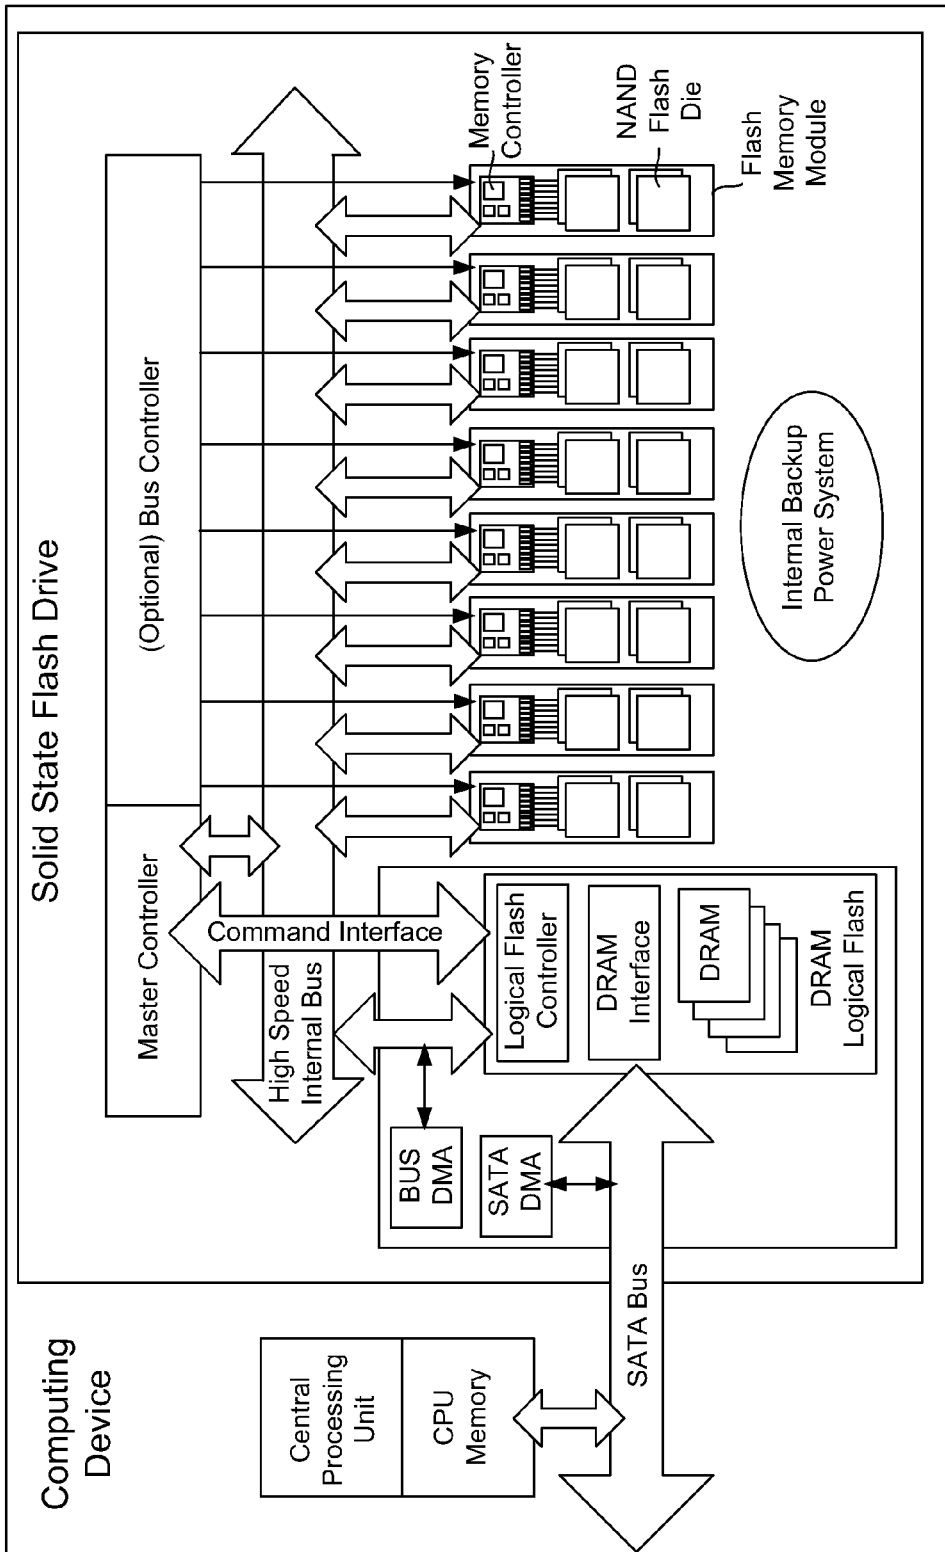 Computing
Device
Solid State Flash Drive
Central
Processing
Unit
CPU
Memory
SATA Bus
Master Controller
(Optional) Bus Controller
High Speed
Internal Bus
Command Interface
BUS
DMA
SATA
DMA
Logical Flash
Controller
DRAM
Interface
DRAM
DRAM
Logical Flash
Memory
Controller
NAND
Flash
Die
Flash
Memory
Module
Internal Backup
Power System